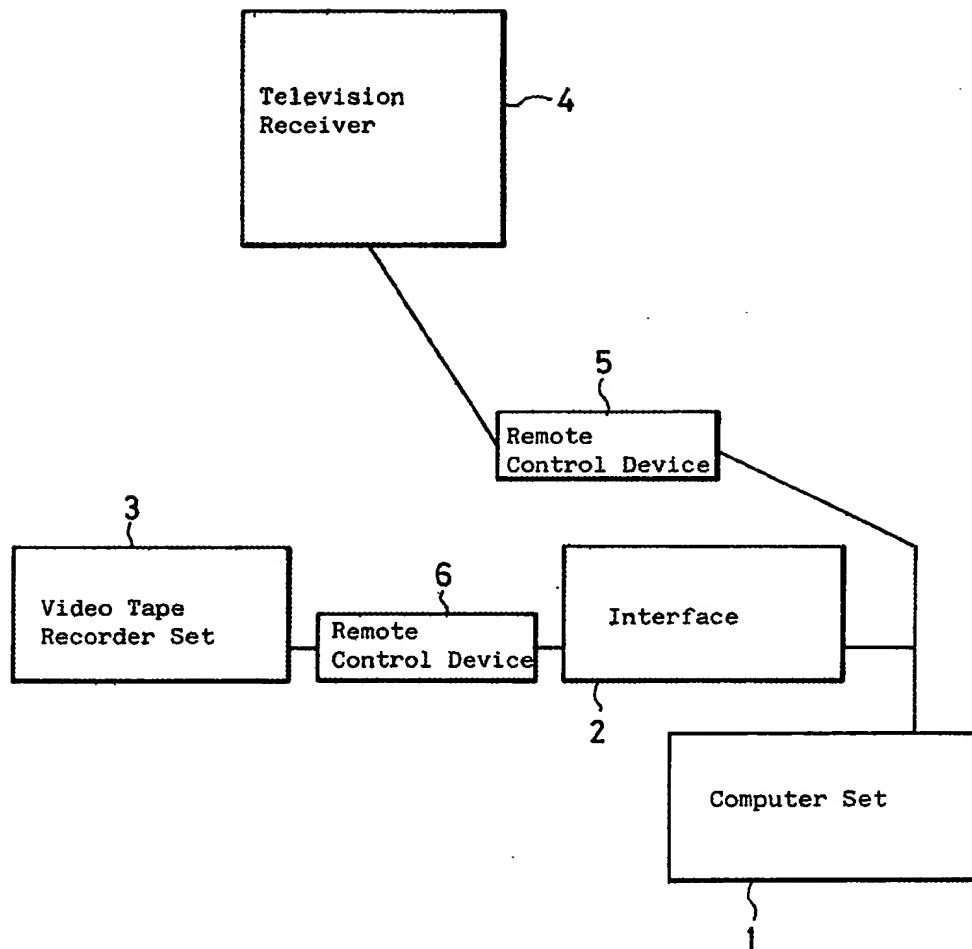 Television
Receiver
4
5
Remote
Control Device
3
Video Tape
Recorder Set
6
Remote
Control Device
Interface
2
Computer Set
1